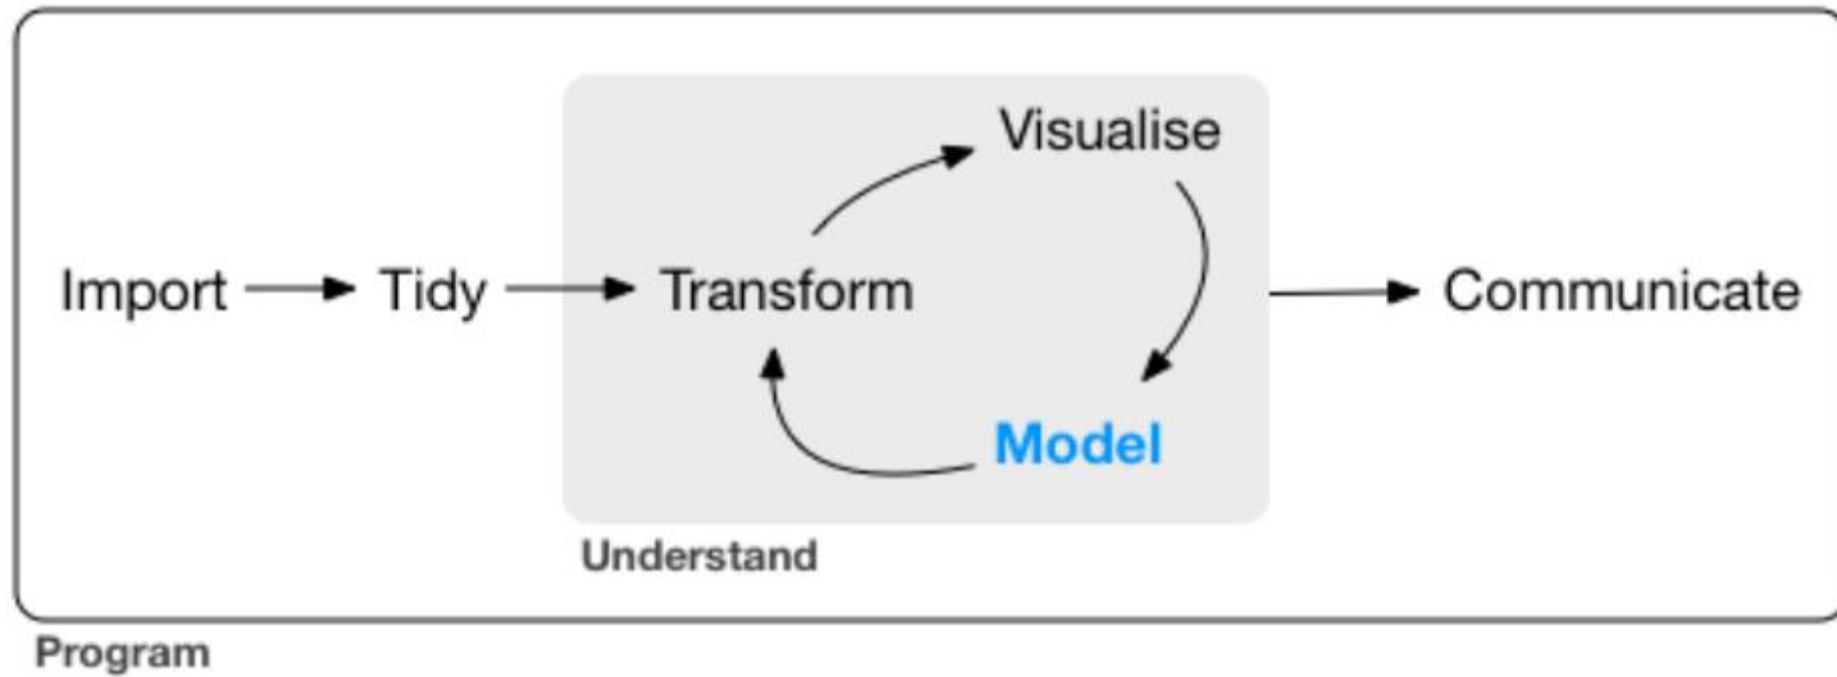 Visualise
Import Tidy Transform Communicate
Model
Understand
Program